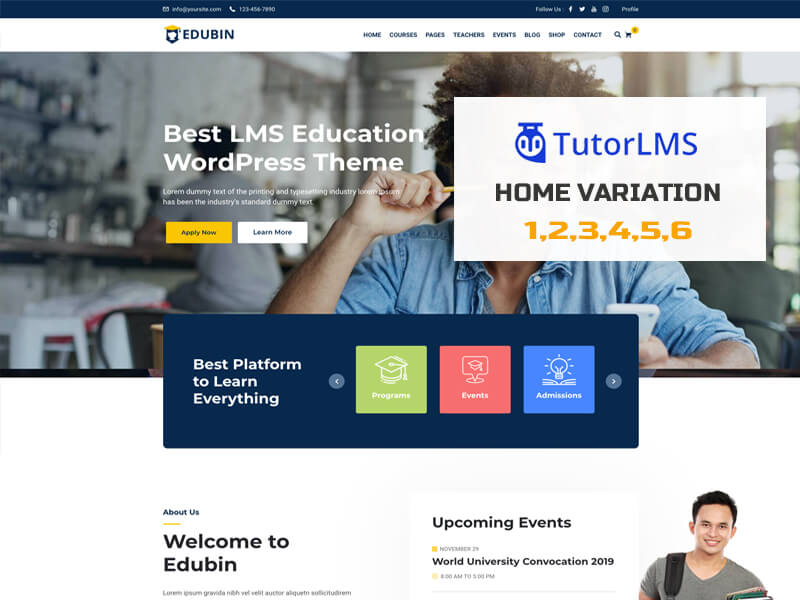 info@yoursite.com 123-456-7890 Follow Us : Profile
EDUBIN HOME COURSES PAGES TEACHERS EVENTS BLOG SHOP CONTACT
Best LMS Education
WordPress Theme
Lorem dummy text of the printing and typesetting industry lorem ipsum
has been the industry's standard dummy text.
Apply Now Learn More
TutorLMS
HOME VARIATION
1,2,3,4,5,6
Best Platform
to Learn
Everything
Programs Events Admissions
About Us
Welcome to
Edubin
Lorem ipsum gravida nibh vel velit auctor aliquetn sollicitudirem
Upcoming Events
NOVEMBER 29
World University Convocation 2019
8:00 AM TO 5:00 PM